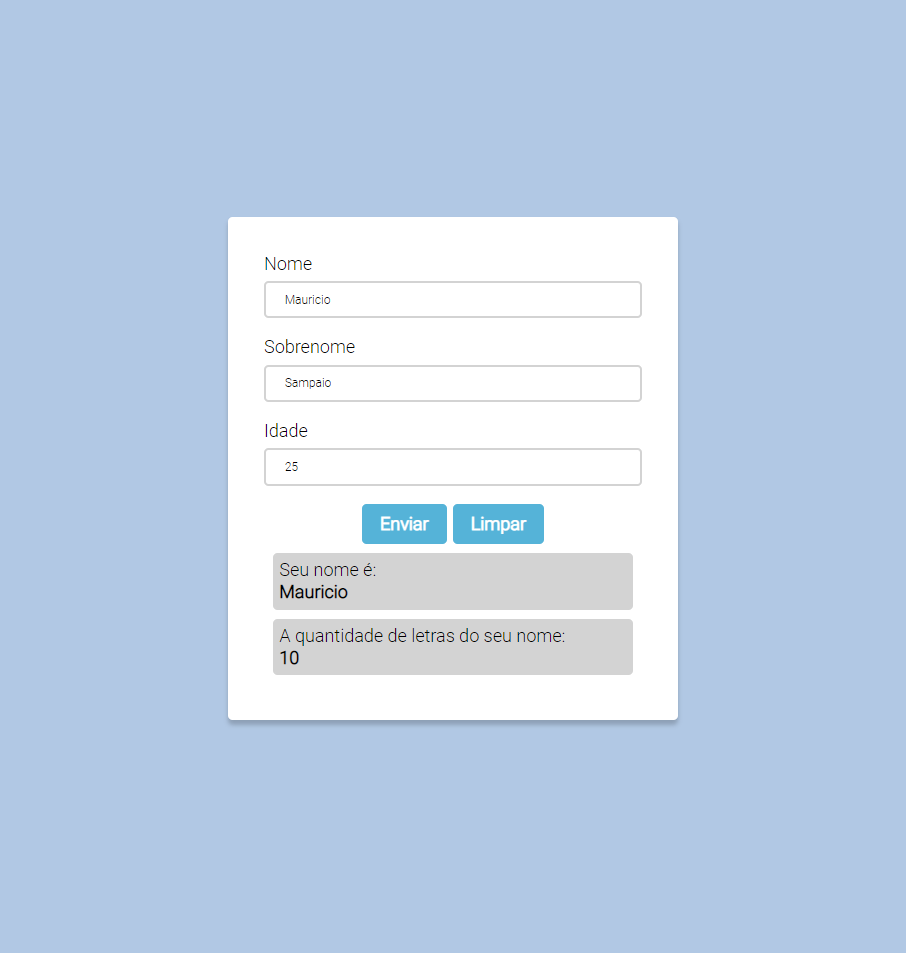 Nome
Mauricio
Sobrenome
Sampaio
Idade
25
Enviar Limpar
Seu nome é:
Mauricio
A quantidade de letras do seu nome:
10